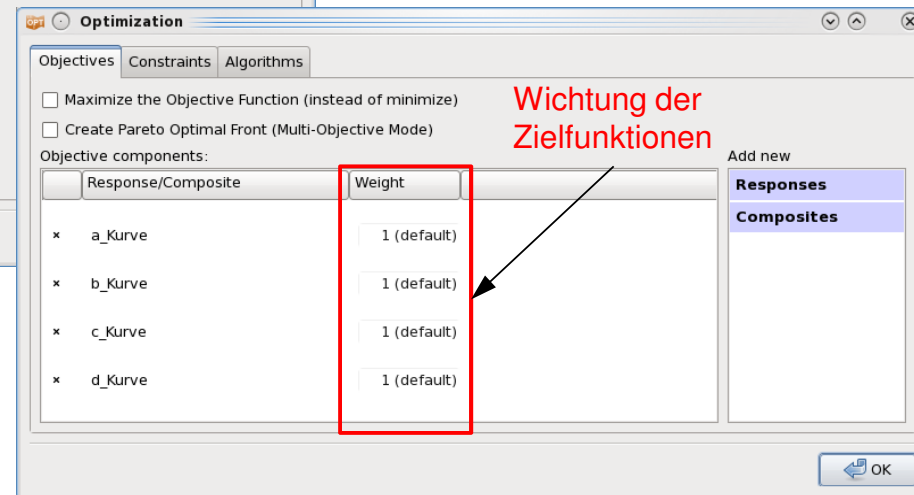 OPT Optimization
Objectives Constraints Algorithms
Maximize the Objective Function (instead of minimize)
Create Pareto Optimal Front (Multi-Objective Mode)
Wichtung der
Zielfunktionen
Objective components:
Add new
Response/Composite Weight
Responses
Composites
× a_Kurve 1 (default)
× b_Kurve 1 (default)
× c_Kurve 1 (default)
× d_Kurve 1 (default)
OK